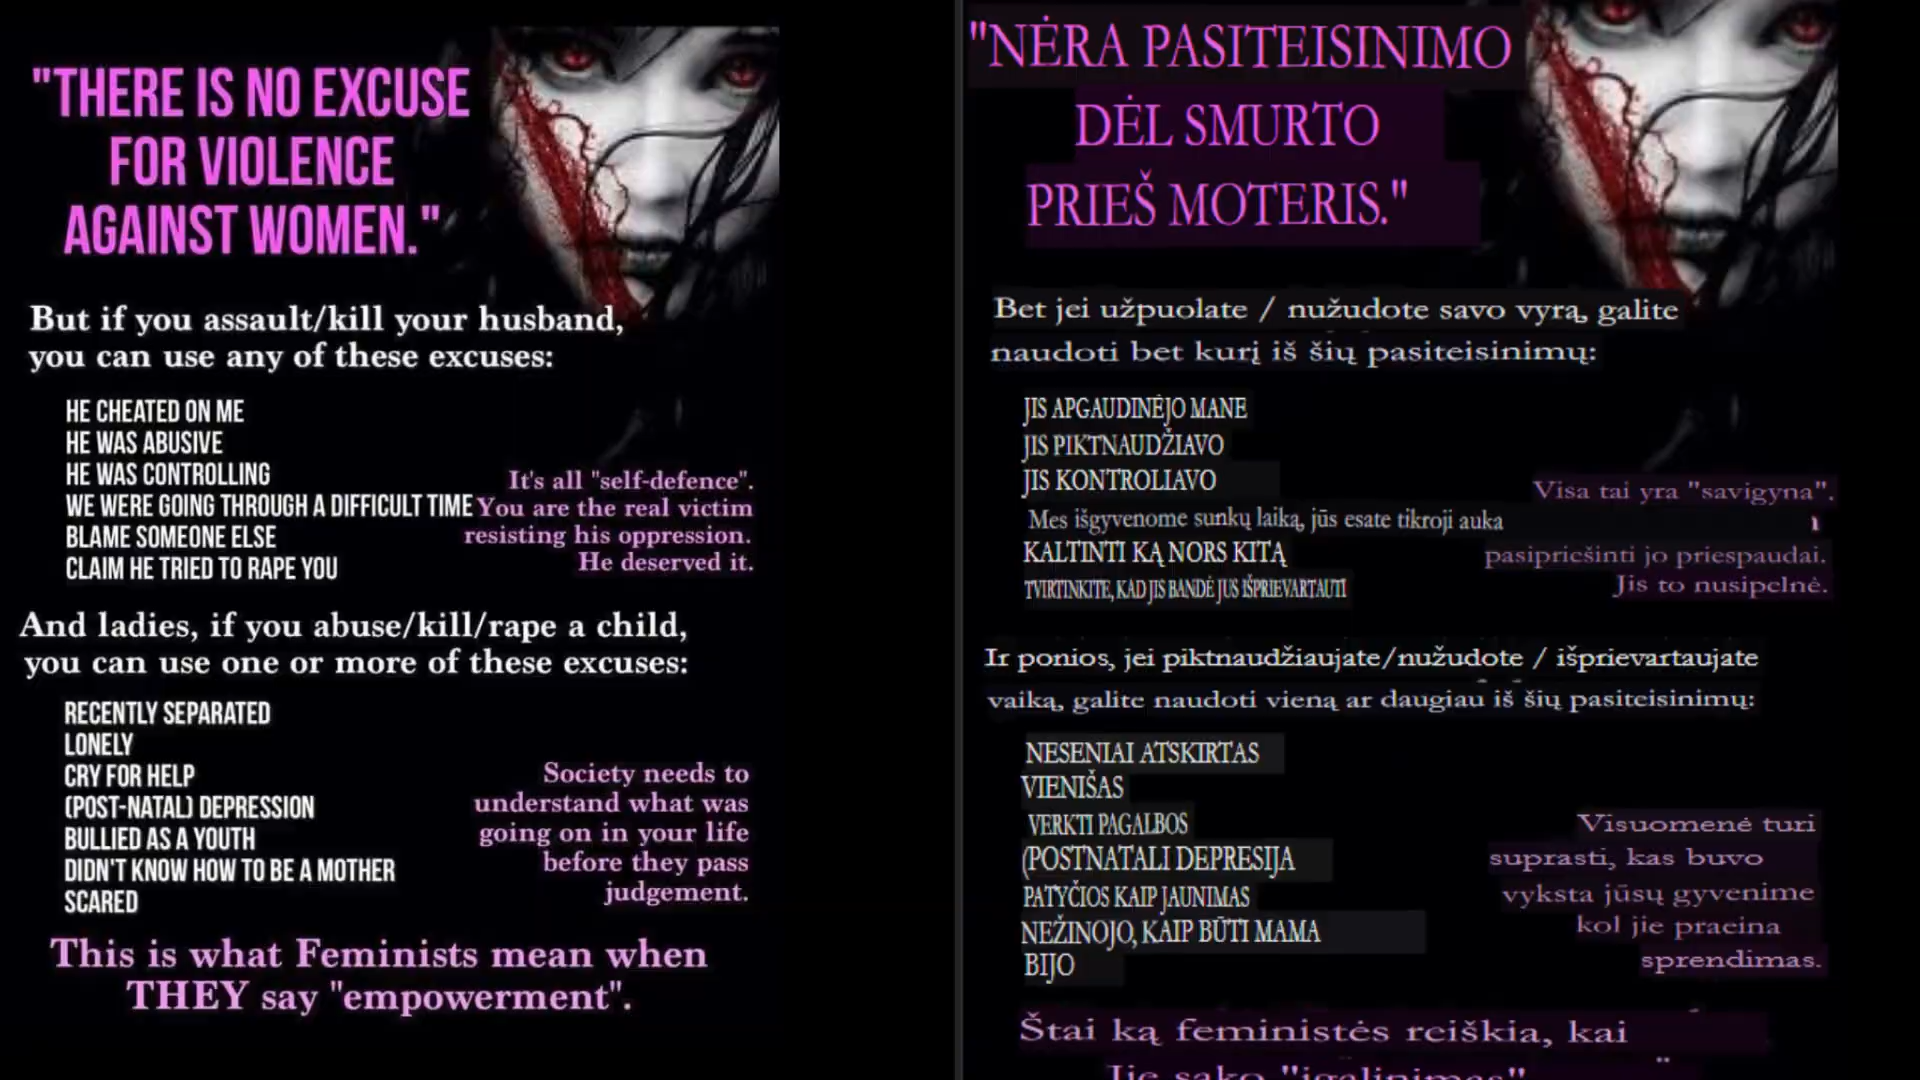 "THERE IS NO EXCUSE
FOR VIOLENCE
AGAINST WOMEN."
But if you assault/kill your husband,
you can use any of these excuses:
HE CHEATED ON ME
HE WAS ABUSIVE
HE WAS CONTROLLING
WE WERE GOING THROUGH A DIFFICULT TIME
BLAME SOMEONE ELSE
CLAIM HE TRIED TO RAPE YOU
It's all "self-defence".
You are the real victim
resisting his oppression.
He deserved it.
And ladies, if you abuse/kill/rape a child,
you can use one or more of these excuses:
RECENTLY SEPARATED
LONELY
CRY FOR HELP
(POST-NATAL) DEPRESSION
BULLIED AS A YOUTH
DIDN'T KNOW HOW TO BE A MOTHER
SCARED
Society needs to
understand what was
going on in your life
before they pass
judgement.
This is what Feminists mean when
THEY say "empowerment".
"NĖRA PASITEISINIMO
DĖL SMURTO
PRIEŠ MOTERIS."
Bet jei užpuolate / nužudote savo vyrą, galite
naudoti bet kurį iš šių pasiteisinimų:
JIS APGAUDINĖJO MANE
JIS PIKTNAUDŽIAVO
JIS KONTROLIAVO
Mes išgyvenome sunkų laiką, jūs esate tikroji auka
KALTINTI KĄ NORS KITĄ
TVIRTINKITE, KAD JIS BANDĖ JUS IŠPRIEVARTAUTI
Visa tai yra "savigyna".
pasipriešinti jo priespaudai.
Jis to nusipelnė.
Ir ponios, jei piktnaudžiaujate/nužudote / išprievartaujate
vaiką, galite naudoti vieną ar daugiau iš šių pasiteisinimų:
NESENIAI ATSKIRTAS
VIENIŠAS
VERKTI PAGALBOS
(POSTNATALI DEPRESIJA
PATYČIOS KAIP JAUNIMAS
NEŽINOJO, KAIP BŪTI MAMA
BIJO
Visuomenė turi
suprasti, kas buvo
vyksta jūsų gyvenime
kol jie praeina
sprendimas.
Štai ką feministės reiškia, kai
Jie sako "įgalinimas".